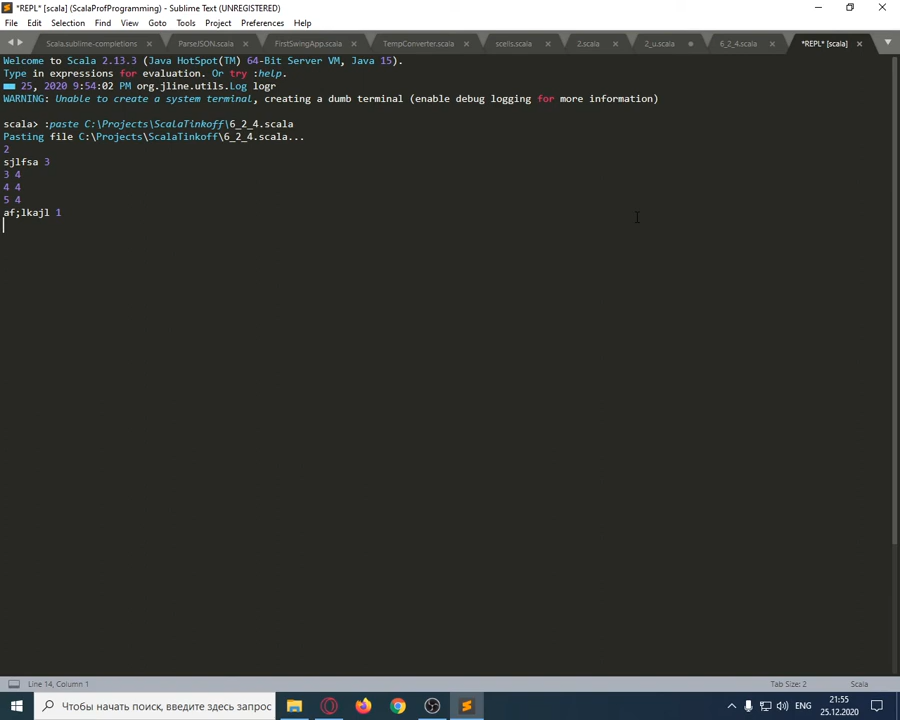 *REPL* [scala] (ScalaPrefProgramming) - Sublime Text (UNREGISTERED)
File Edit Selection Find View Goto Tools Project Preferences Help
Scala.sublime-completions ParseJSON.scala FirstSwingApp.scala TempConverter.scala scells.scala 2.scala 2_u.scala 6_2_4.scala *REPL* [scala]
Welcome to Scala 2.13.3 (Java HotSpot(TM) 64-Bit Server VM, Java 15).
Type in expressions for evaluation. Or try :help.
25, 2020 9:54:02 PM org.jline.utils.Log logr
WARNING: Unable to create a system terminal, creating a dumb terminal (enable debug logging for more information)
scala> :paste C:\Projects\ScalaTinkoff\6_2_4.scala
Pasting file C:\Projects\ScalaTinkoff\6_2_4.scala...
2
sjlfsa 3
3 4
4 4
5 4
af;lkajl 1
Line 14, Column 1 Tab Size: 2 Scala
Чтобы начать поиск, введите здесь запрос ENG 21:55
25.12.2020